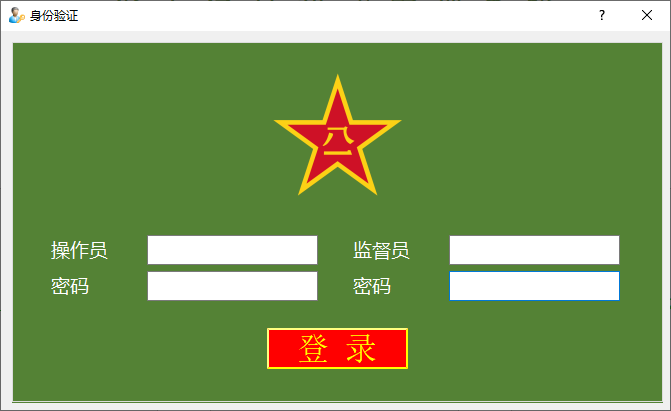 身份验证
八一
操作员 监督员
密码 密码
登 录